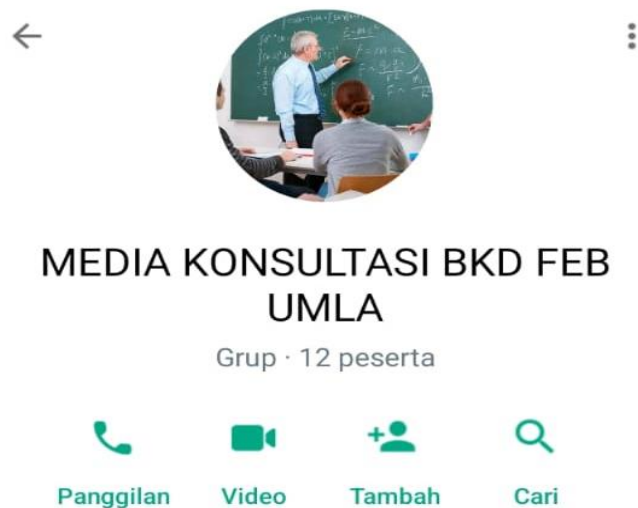 MEDIA KONSULTASI BKD FEB
UMLA
Grup · 12 peserta
Panggilan Video Tambah Cari